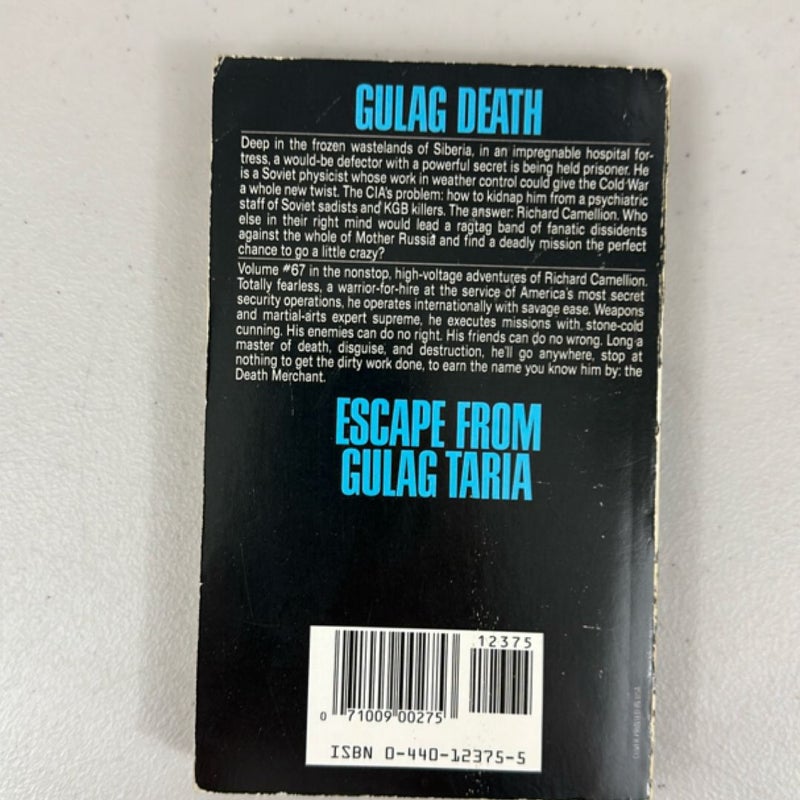 GULAG DEATH
Deep in the frozen wastelands of Siberia, in an impregnable hospital for-
tress, a would-be defector with a powerful secret is being held prisoner. He
is a Soviet physicist whose work in weather control could give the Cold War
a whole new twist. The CIA's problem: how to kidnap him from a psychiatric
staff of Soviet sadists and KGB killers. The answer: Richard Camellion. Who
else in their right mind would lead a ragtag band of fanatic dissidents
against the whole of Mother Russia and find a deadly mission the perfect
chance to go a little crazy?
Volume #67 in the nonstop, high-voltage adventures of Richard Camellion.
Totally fearless, a warrior-for-hire at the service of America's most secret
security operations, he operates internationally with savage ease. Weapons
and martial-arts expert supreme, he executes missions with stone-cold
cunning. His enemies can do no right. His friends can do no wrong. Long a
master of death, disguise, and destruction, he'll go anywhere, stop at
nothing to get the dirty work done, to earn the name you know him by: the
Death Merchant.
ESCAPE FROM
GULAG TARIA
12375
0 71009 00275
ISBN 0-440-12375-5